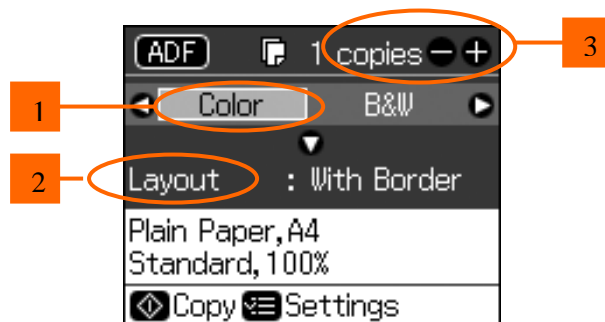 ADF 1 copies - + 3
1 Color B&W
2 Layout : With Border
Plain Paper, A4
Standard, 100%
Copy Settings